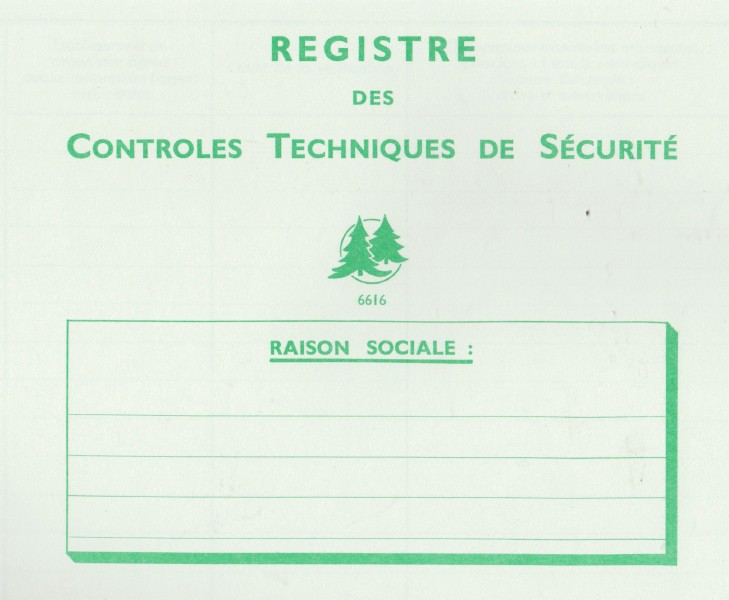 REGISTRE
DES
CONTROLES TECHNIQUES DE SÉCURITÉ
6616
RAISON SOCIALE :